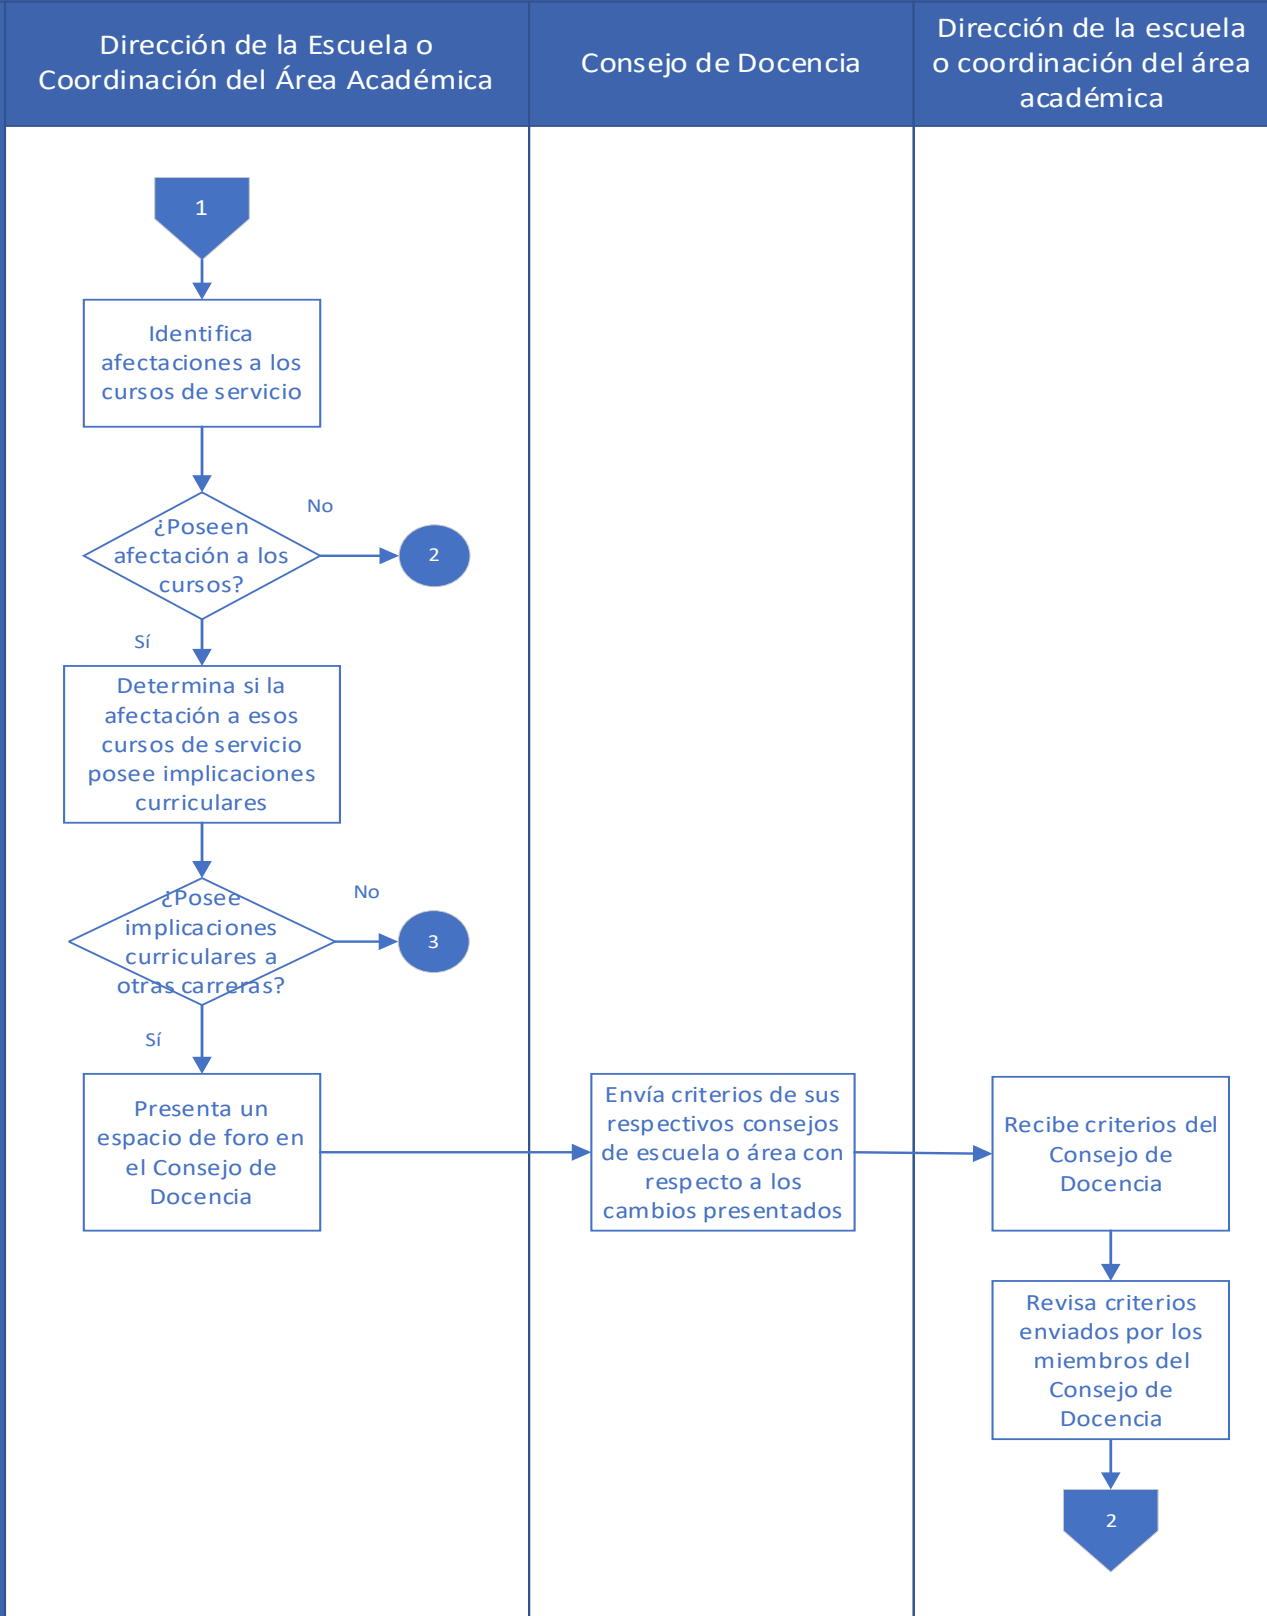 Dirección de la Escuela o
Coordinación del Área Académica
Consejo de Docencia
Dirección de la escuela
o coordinación del área
académica
1
Identifica
afectaciones a los
cursos de servicio
No
¿Poseen
afectación a los
cursos?
2
Sí
Determina si la
afectación a esos
cursos de servicio
posee implicaciones
curriculares
No
¿Posee
implicaciones
curriculares a
otras carreras?
3
Sí
Presenta un
espacio de foro en
el Consejo de
Docencia
Envía criterios de sus
respectivos consejos
de escuela o área con
respecto a los
cambios presentados
Recibe criterios del
Consejo de
Docencia
Revisa criterios
enviados por los
miembros del
Consejo de
Docencia
2